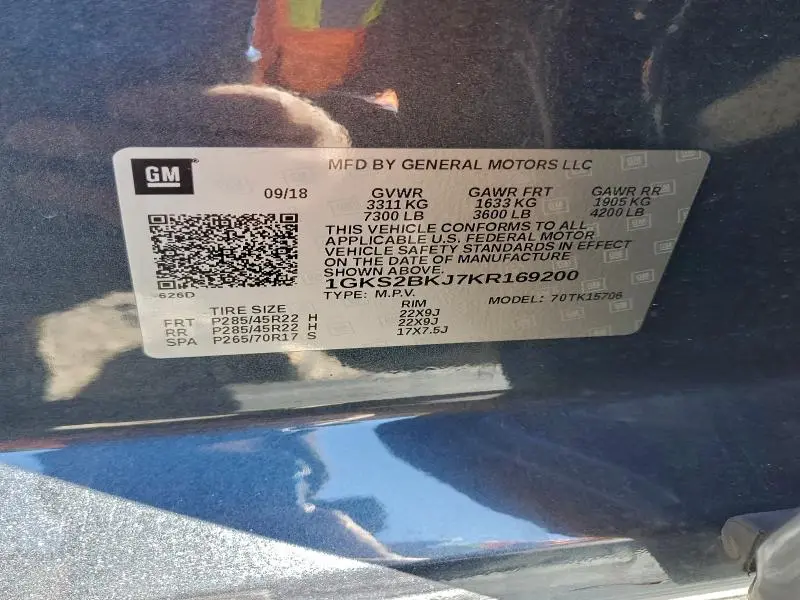 GM
MFD BY GENERAL MOTORS LLC
09/18 GVWR GAWR FRT GAWR RR
3311 KG 1633 KG 1905 KG
7300 LB 3600 LB 4200 LB
THIS VEHICLE CONFORMS TO ALL
APPLICABLE U.S. FEDERAL MOTOR
VEHICLE SAFETY STANDARDS IN EFFECT
ON THE DATE OF MANUFACTURE
SHOWN ABOVE.
1GKS2BKJ7KR169200
626D
TYPE: M.P.V. MODEL: 70TK15706
TIRE SIZE RIM
FRT P285/45R22 H 22X9J
RR P285/45R22 H 22X9J
SPA P265/70R17 S 17X7.5J